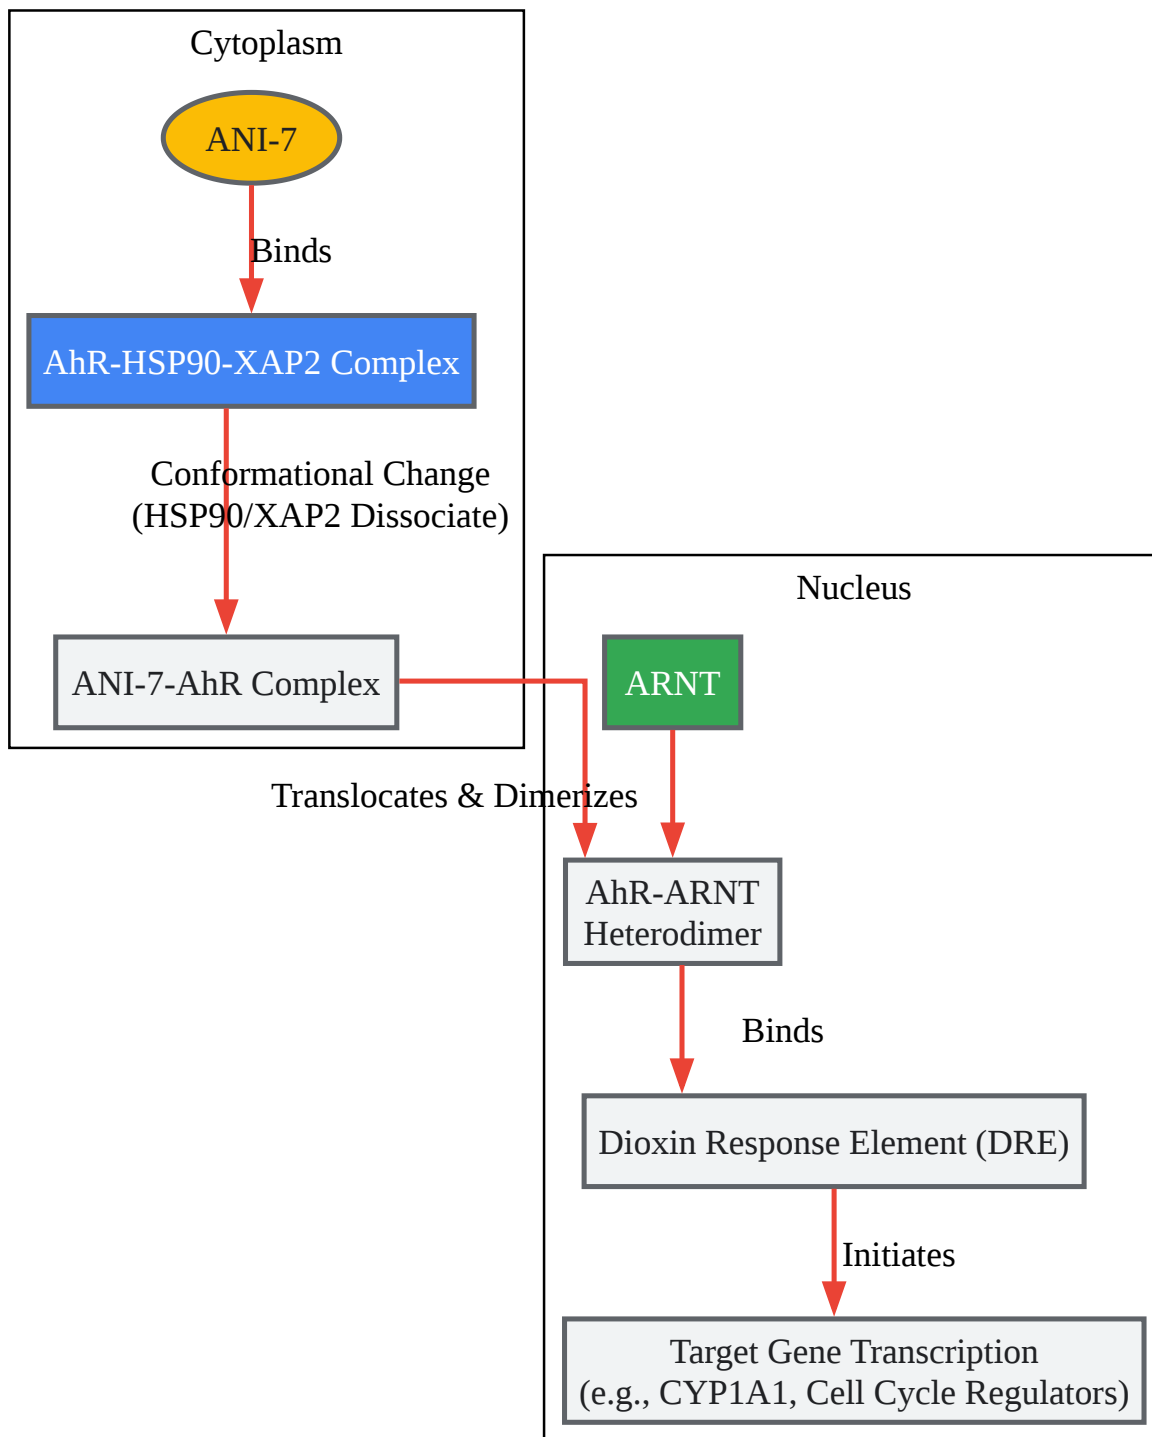 Cytoplasm
ANI-7
Binds
AhR-HSP90-XAP2 Complex
Conformational Change
(HSP90/XAP2 Dissociate)
ANI-7-AhR Complex
Nucleus
ARNT
Translocates & Dimerizes
AhR-ARNT
Heterodimer
Binds
Dioxin Response Element (DRE)
Initiates
Target Gene Transcription
(e.g., CYP1A1, Cell Cycle Regulators)